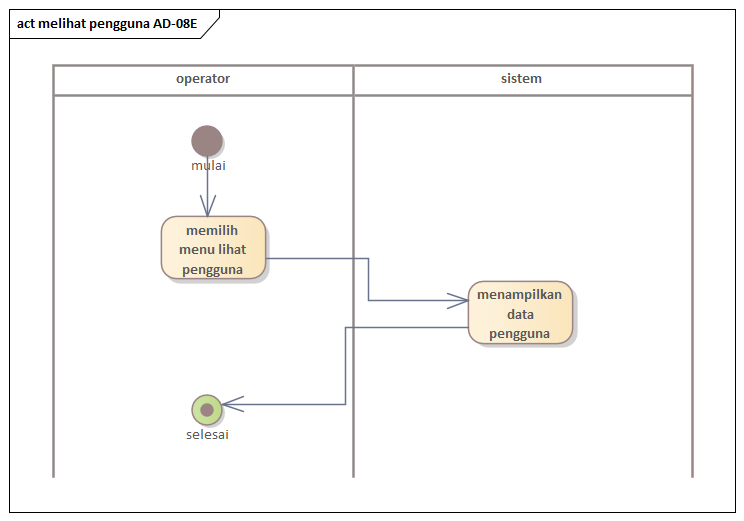 act melihat pengguna AD-08E
operator
sistem
mulai
memilih
menu lihat
pengguna
menampilkan
data
pengguna
selesai